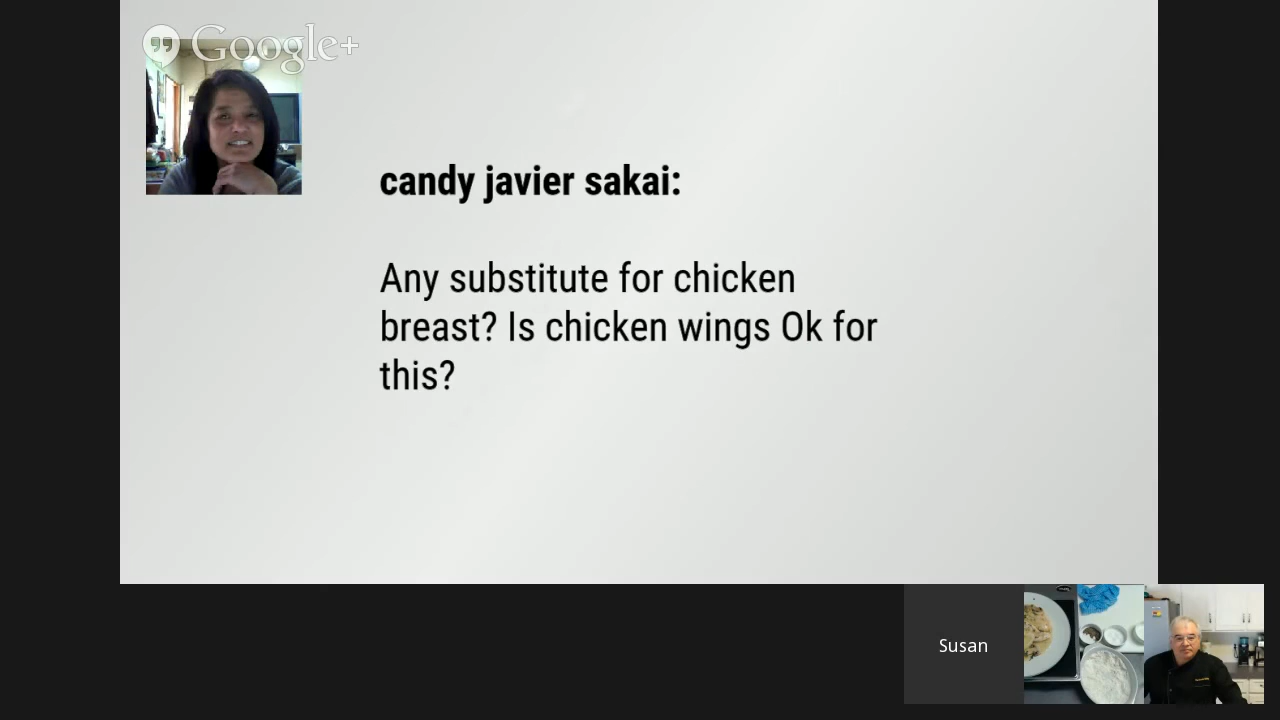 Google+
candy javier sakai:
Any substitute for chicken
breast? Is chicken wings Ok for
this?
Susan